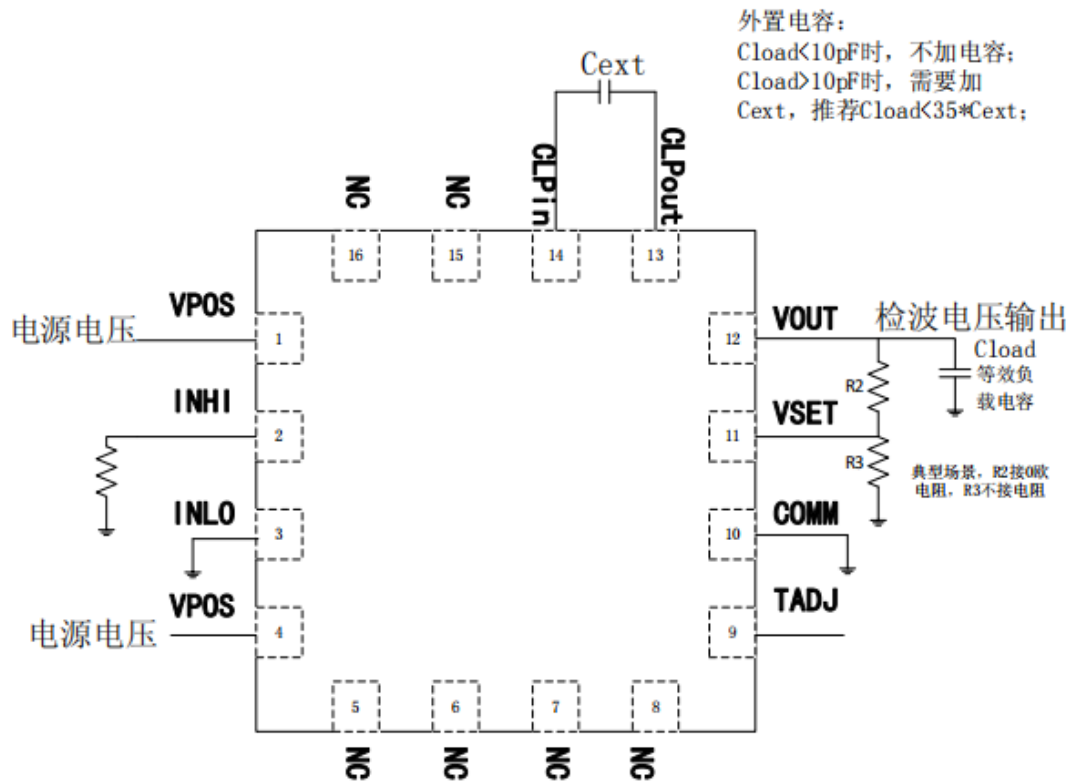 外置电容:
Cload<10pF时, 不加电容;
Cload>10pF时, 需要加
Cext, 推荐Cload<35*Cext;
Cext
NC
NC
CLPin
CLPout
16
15
14
13
VPOS
电源电压
1
INHI
2
INLO
3
VPOS
电源电压
4
12
VOUT
检波电压输出
Cload
等效负
载电容
R2
11
VSET
R3
典型场景, R2接0欧
电阻, R3不接电阻
10
COMM
9
TADJ
5
6
7
8
NC
NC
NC
NC